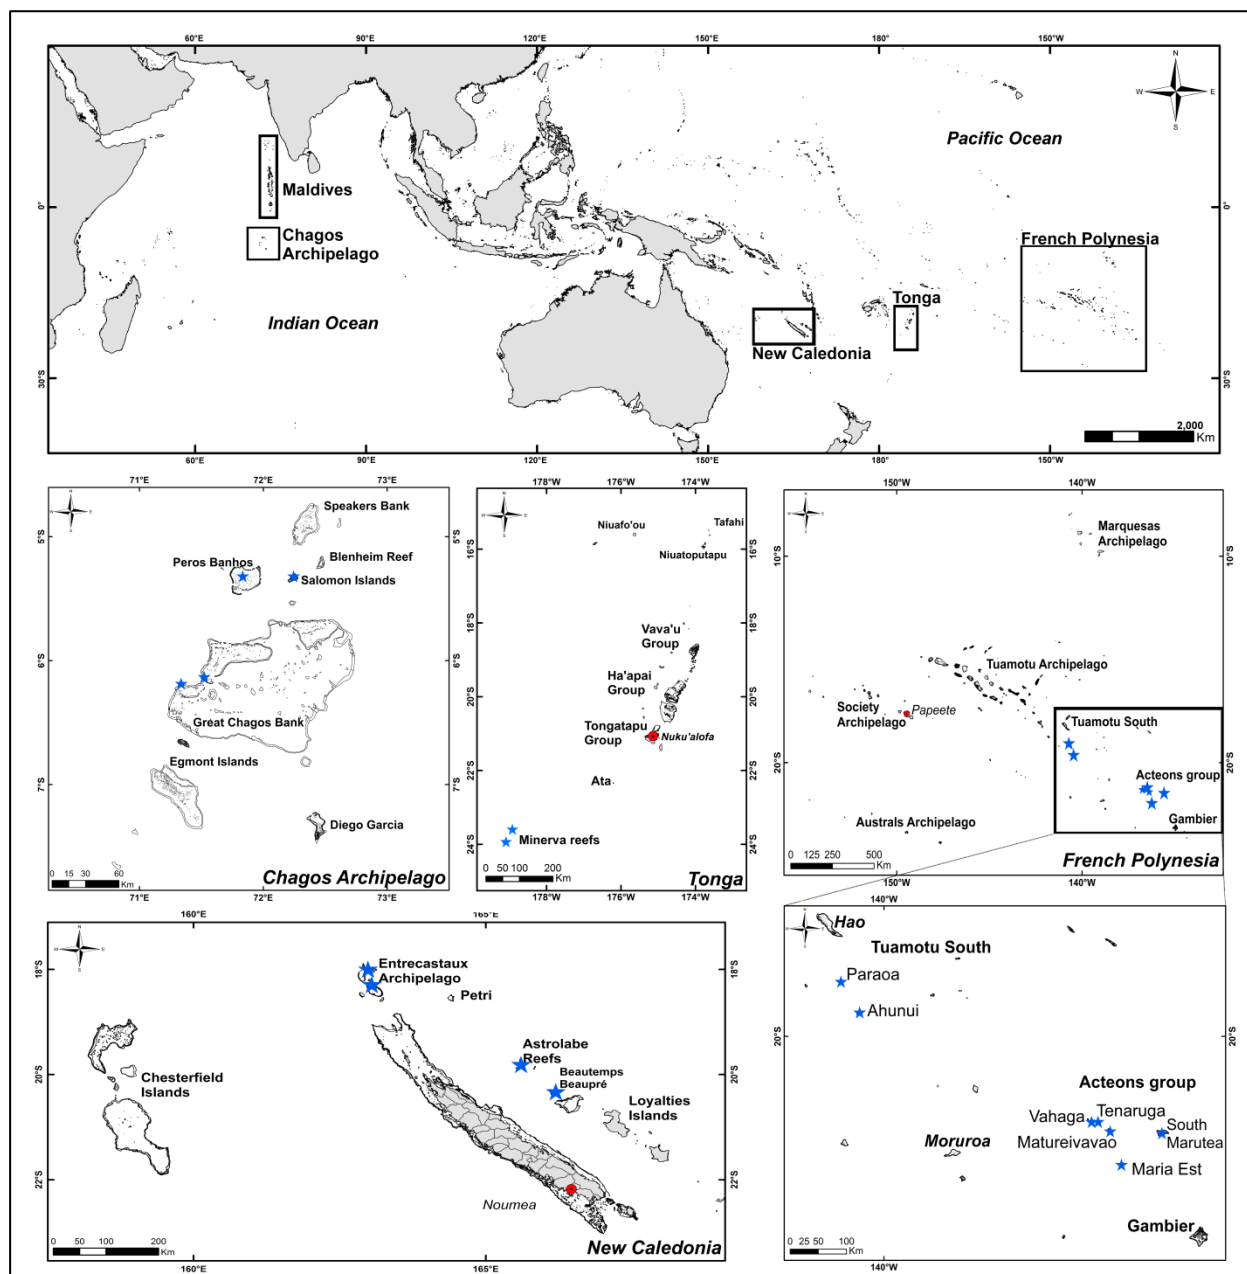 60°E 90°E 120°E 150°E 180° 150°W
N
W E
S
Pacific Ocean
Maldives
0° 0°
Chagos
Archipelago
French Polynesia
Tonga
Indian Ocean
New Caledonia
30°S 30°S
2,000
Km
60°E 90°E 120°E 150°E 180° 150°W
71°E 72°E 73°E
N
W E
S
Speakers Bank
5°S 5°S
Blenheim Reef
Peros Banhos
Salomon Islands
6°S 6°S
Great Chagos Bank
Egmont Islands
7°S 7°S
Diego Garcia
0 15 30 60
Km
Chagos Archipelago
71°E 72°E 73°E
178°W 176°W 174°W
N
W E
S
Tafahi
Niuafo'ou
16°S 16°S
Niuatoputapu
18°S 18°S
Vava'u
Group
Ha'apai
Group
20°S 20°S
Tongatapu
Group
Nuku'alofa
22°S 22°S
Ata
Minerva reefs
24°S 24°S
0 50 100 200
Km
Tonga
178°W 176°W 174°W
150°W 140°W
N
W E
S
Marquesas
Archipelago
10°S 10°S
Tuamotu Archipelago
Society
Archipelago
Papeete
Tuamotu South
20°S 20°S
Acteons group
Gambier
Australs Archipelago
0 125 250 500
Km
French Polynesia
150°W 140°W
160°E 165°E
N
W E
S
18°S 18°S
Entrecastaux
Archipelago
Petri
Astrolabe
Reefs
20°S 20°S
Beautemps
Beaupré
Chesterfield
Islands
Loyalties
Islands
22°S 22°S
Noumea
0 50 100 200
Km
New Caledonia
160°E 165°E
140°W
N
W E
S
Hao
Tuamotu South
Paraoa
Ahunui
20°S 20°S
Acteons group
Vahaga
Tenaruga
South
Marutea
Matureivavao
Moruroa
Maria Est
Gambier
0 25 50 100
Km
140°W